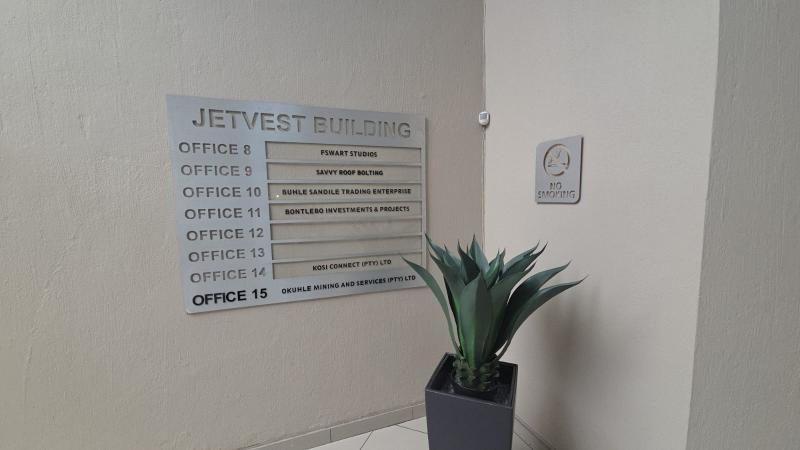 JETVEST BUILDING
OFFICE 8 FSWART STUDIOS
OFFICE 9 SAVVY ROOF BOLTING
OFFICE 10 BUHLE SANDILE TRADING ENTERPRISE
OFFICE 11 BONTLEBO INVESTMENTS & PROJECTS
OFFICE 12
OFFICE 13
OFFICE 14 KOSI CONNECT (PTY) LTD
OFFICE 15 OKUHLE MINING AND SERVICES (PTY) LTD
NO
SMOKING